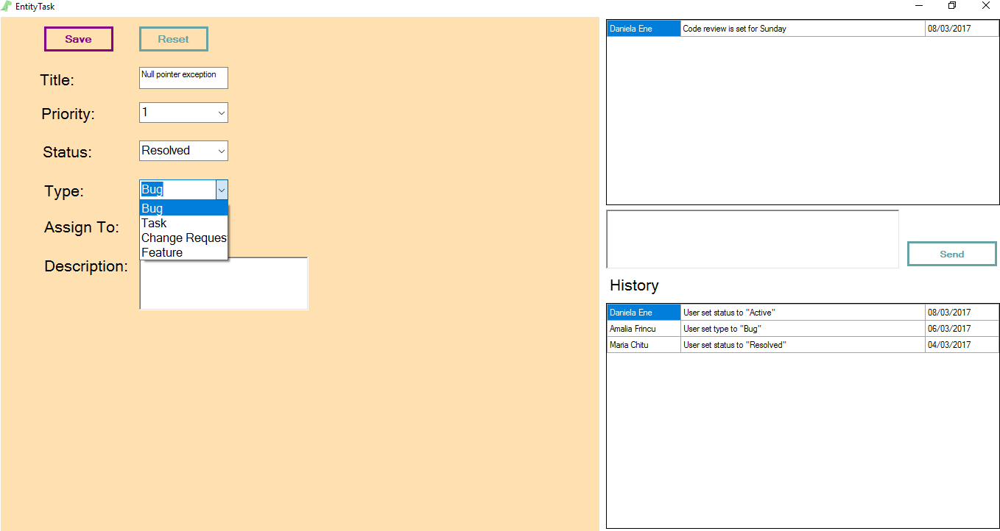 EntityTask
Save Reset
Title: Null pointer exception
Priority: 1
Status: Resolved
Type: Bug
Bug
Task
Change Reques
Feature
Assign To:
Description:
Daniela Ene Code review is set for Sunday 08/03/2017
Send
History
Daniela Ene User set status to "Active" 08/03/2017
Amalia Frincu User set type to "Bug" 06/03/2017
Maria Chitu User set status to "Resolved" 04/03/2017